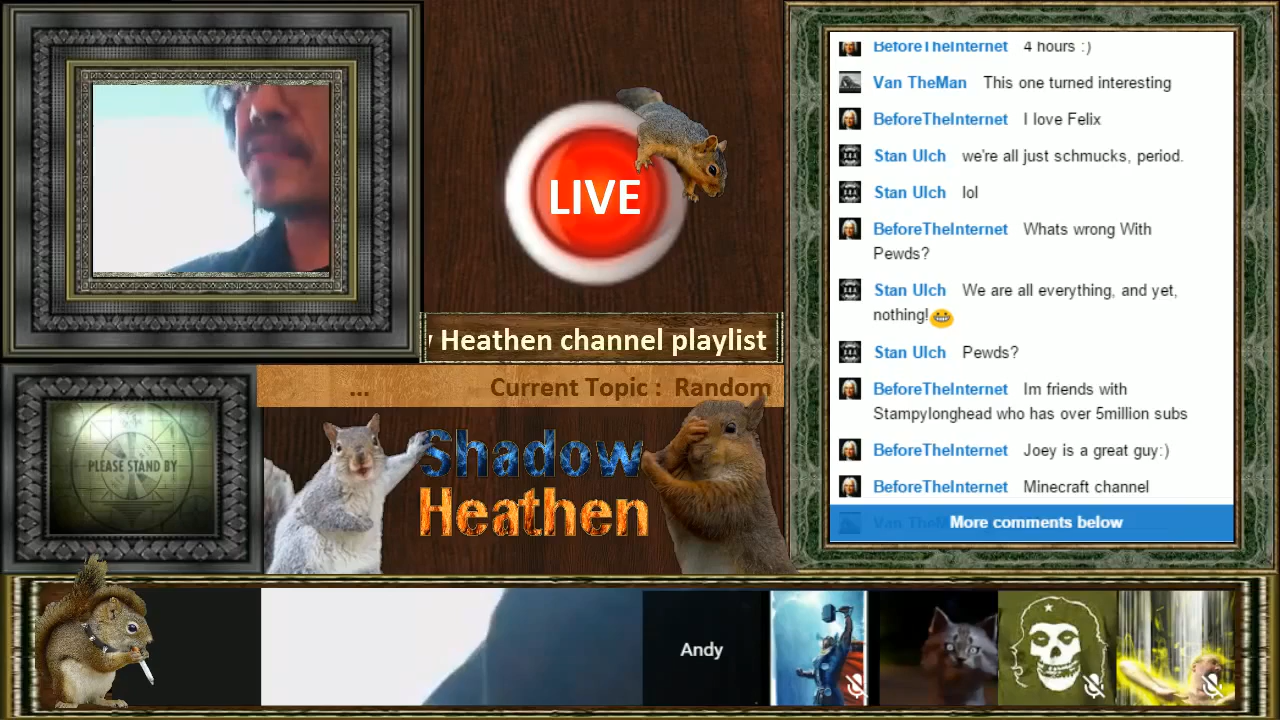 LIVE
Heathen channel playlist
... Current Topic : Random
PLEASE STAND BY
Shadow
Heathen
BeforeTheInternet 4 hours :)
Van TheMan This one turned interesting
BeforeTheInternet I love Felix
Stan Ulch we're all just schmucks, period.
Stan Ulch lol
BeforeTheInternet Whats wrong With
Pewds?
Stan Ulch We are all everything, and yet,
nothing!😬
Stan Ulch Pewds?
BeforeTheInternet Im friends with
Stampylonghead who has over 5million subs
BeforeTheInternet Joey is a great guy:)
BeforeTheInternet Minecraft channel
More comments below
Andy